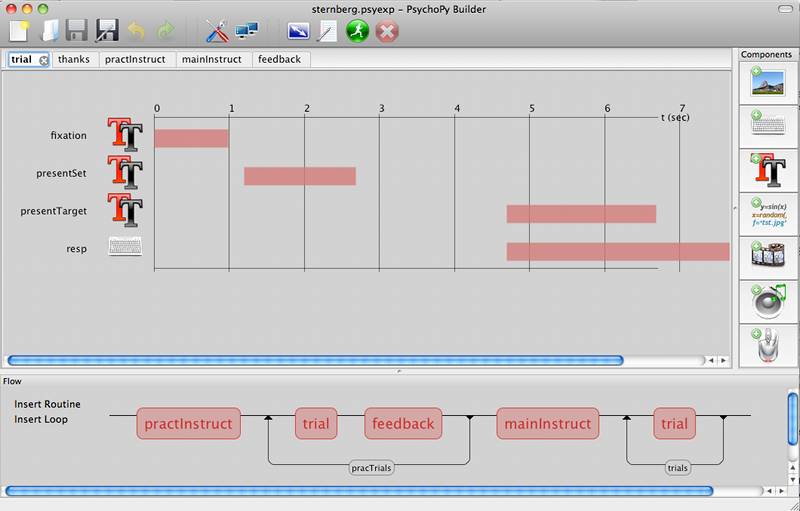 sternberg.psyexp – PsychoPy Builder
trial thanks practInstruct mainInstruct feedback
Components
0 1 2 3 4 5 6 7
t (sec)
fixation
presentSet
presentTarget
resp
y=sin(x)
x=random(
f="tst.jpg"
Flow
Insert Routine
Insert Loop
practInstruct trial feedback mainInstruct trial
pracTrials trials